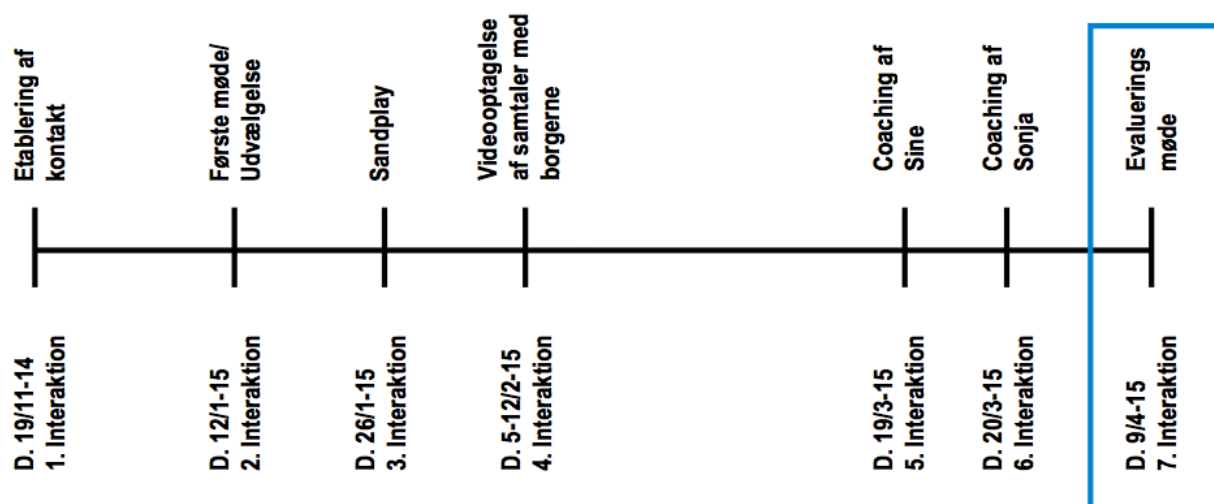 Etablering af
kontakt
Første møde/
Udvælgelse
Sandplay
Videooptagelse
af samtaler med
borgerne
Coaching af
Sine
Coaching af
Sonja
Evaluerings
møde
D. 19/11-14
1. Interaktion
D. 12/1-15
2. Interaktion
D. 26/1-15
3. Interaktion
D. 5-12/2-15
4. Interaktion
D. 19/3-15
5. Interaktion
D. 20/3-15
6. Interaktion
D. 9/4-15
7. Interaktion